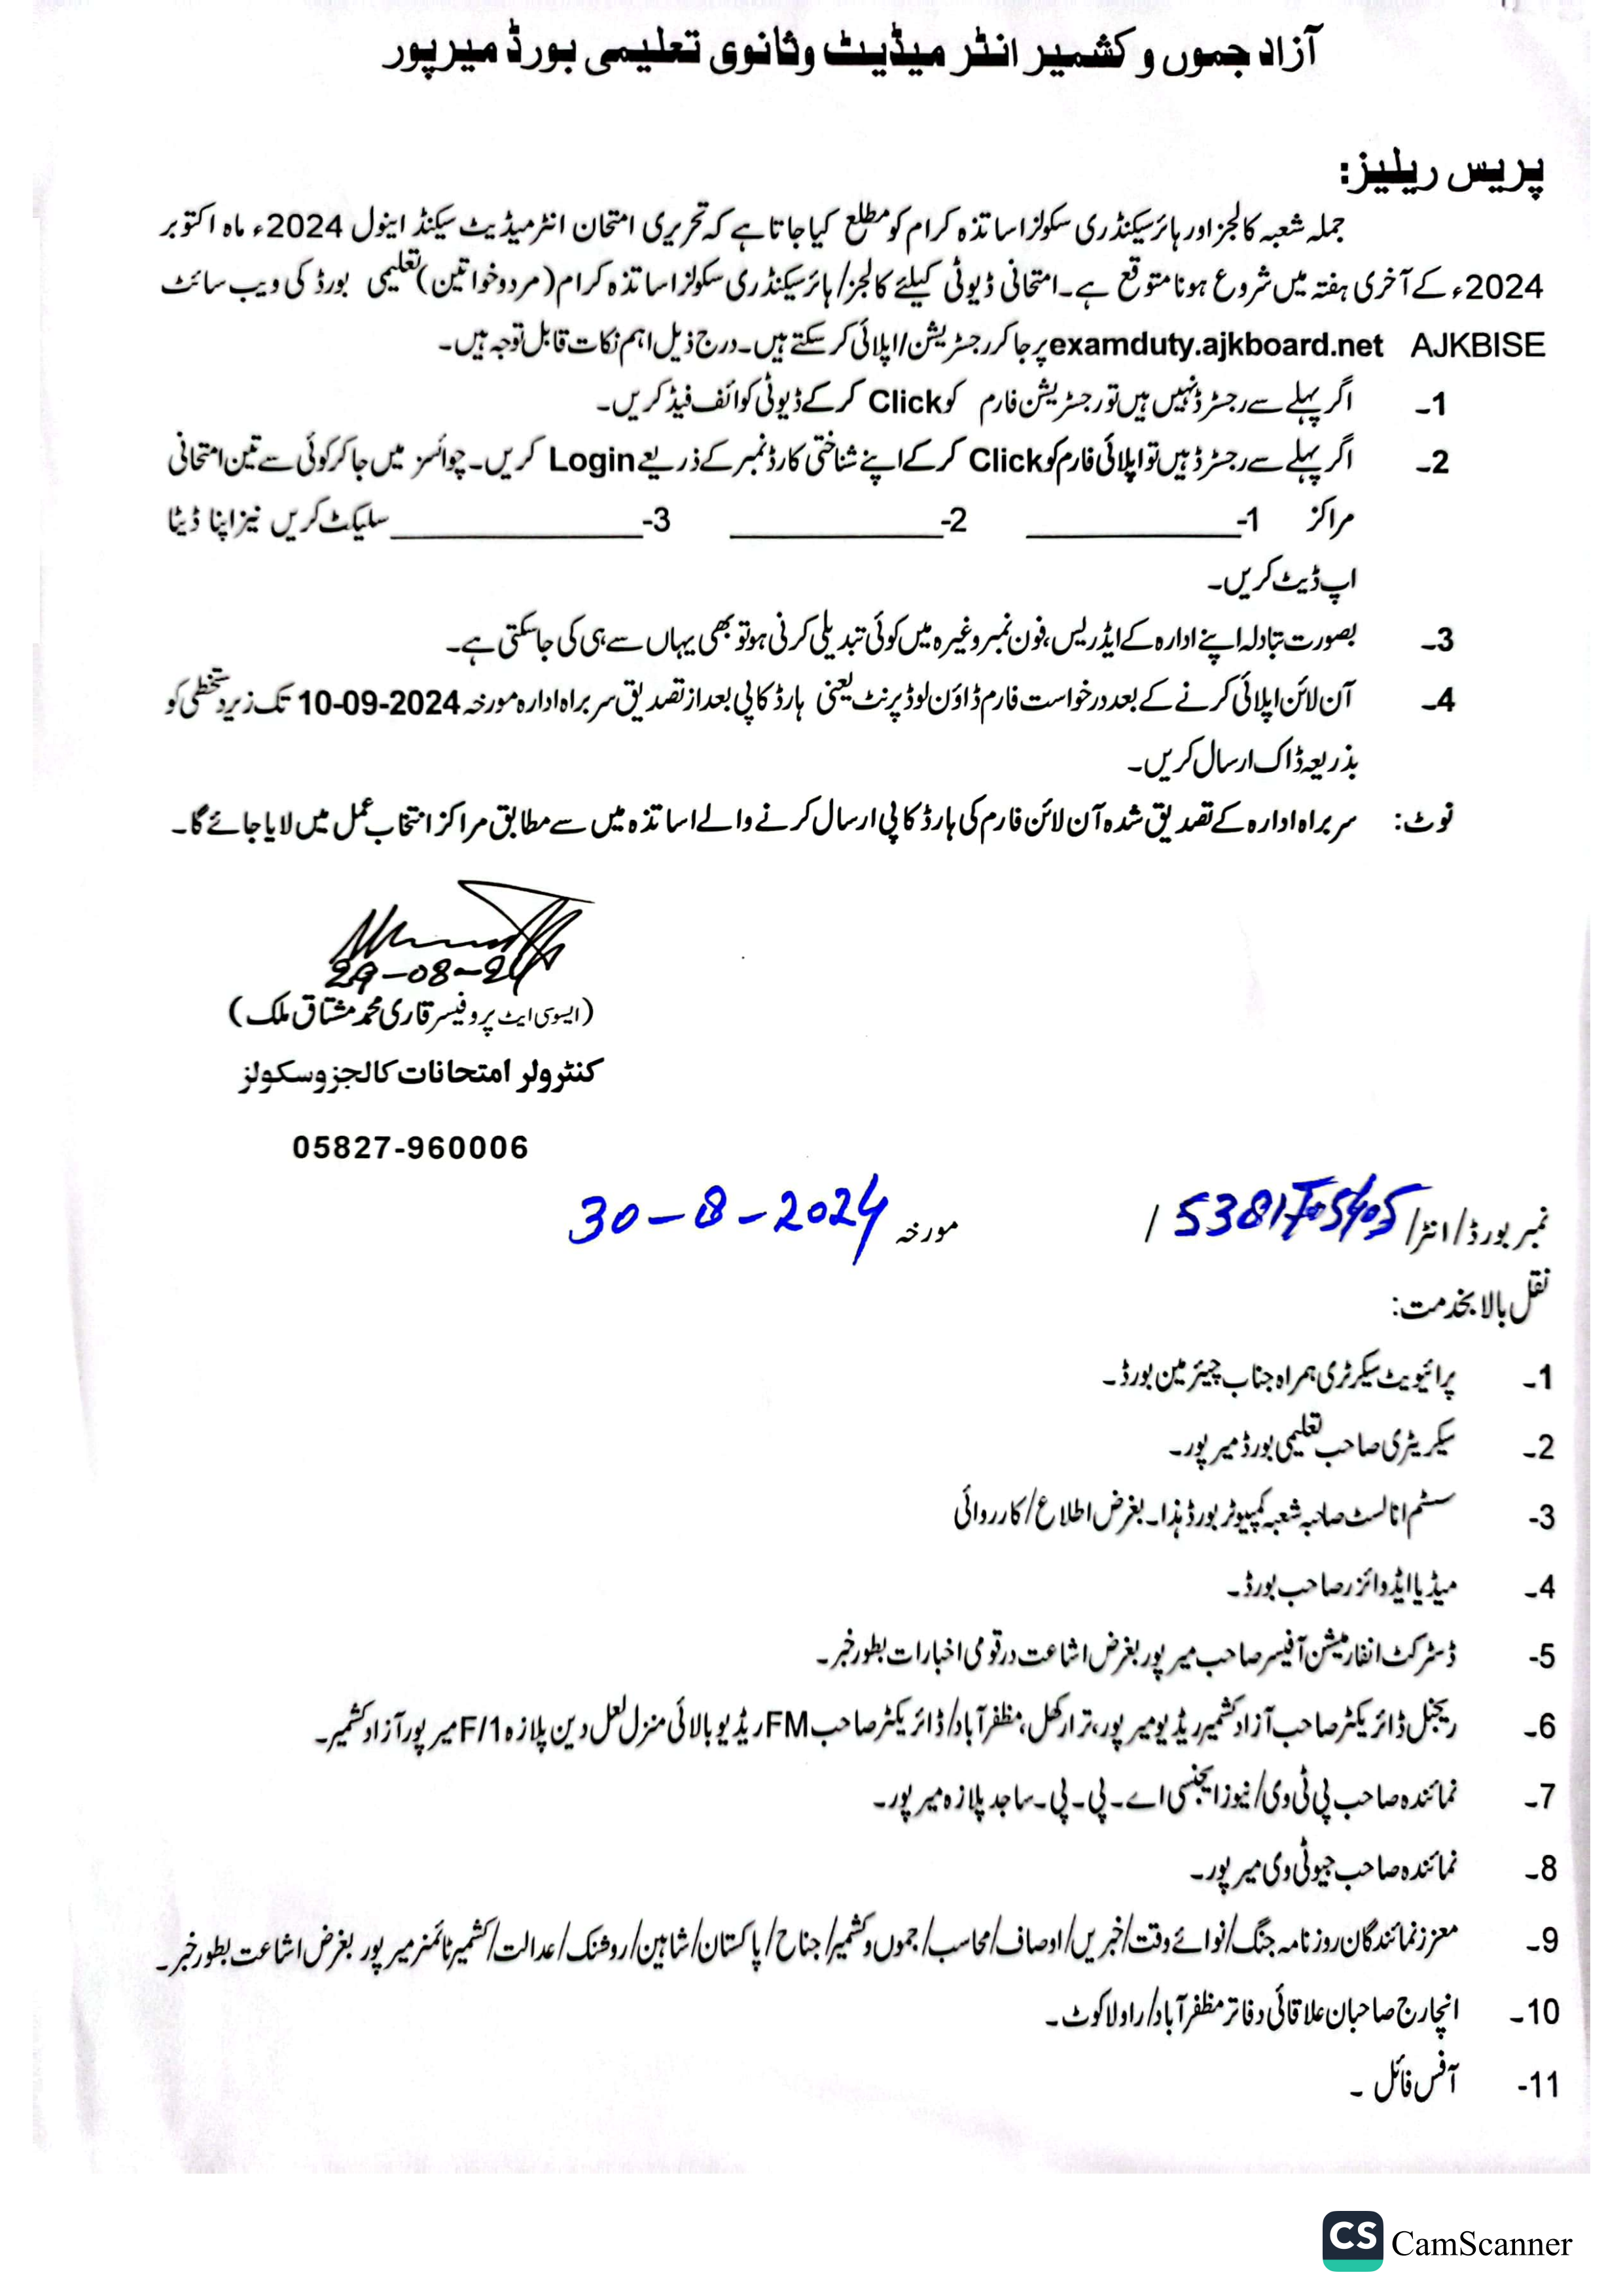 آزاد جموں و کشمیر انٹر میڈیٹ وثانوی تعلیمی بورڈ میرپور
پریس ریلیز:
جملہ شعبہ کالجز اور ہائر سیکنڈری سکولز اساتذہ کرام کو مطلع کیا جاتا ہے کہ تحریری امتحان انٹرمیڈیٹ سیکنڈ اینول 2024ء ماہ اکتوبر
2024ء کے آخری ہفتہ میں شروع ہونا متوقع ہے۔ امتحانی ڈیوٹی کیلئے کالجز/ہائر سیکنڈری سکولز اساتذہ کرام (مرد و خواتین) تعلیمی بورڈ کی ویب سائٹ
AJKBISE examduty.ajkboard.net پر جا کر رجسٹریشن/اپلائی کر سکتے ہیں۔ درج ذیل اہم نکات قابل توجہ ہیں۔
1۔ اگر پہلے سے رجسٹرڈ نہیں ہیں تو رجسٹریشن فارم کو Click کر کے ڈیوٹی کوائف فیڈ کریں۔
2۔ اگر پہلے سے رجسٹرڈ ہیں تو اپلائی فارم کو Click کر کے اپنے شناختی کارڈ نمبر کے ذریعے Login کریں۔ چوائسز میں جا کر کوئی سے تین امتحانی
مراکز 1-____________ 2-____________ 3-____________ سلیکٹ کریں نیز اپنا ڈیٹا
اپ ڈیٹ کریں۔
3۔ بصورت تبادلہ اپنے ادارہ کے ایڈریس، فون نمبر وغیرہ میں کوئی تبدیلی کرنی ہو تو بھی یہاں سے ہی کی جا سکتی ہے۔
4۔ آن لائن اپلائی کرنے کے بعد درخواست فارم ڈاؤن لوڈ پرنٹ یعنی ہارڈ کاپی بعد از تصدیق سربراہ ادارہ مورخہ 10-09-2024 تک زیر دستخطی کو
بذریعہ ڈاک ارسال کریں۔
نوٹ: سربراہ ادارہ کے تصدیق شدہ آن لائن فارم کی ہارڈ کاپی ارسال کرنے والے اساتذہ میں سے مطابق مراکز انتخاب عمل میں لایا جائے گا۔
29-08-24
(ایسوسی ایٹ پروفیسر قاری محمد مشتاق ملک)
کنٹرولر امتحانات کالجز و سکولز
05827-960006
نمبر بورڈ/انٹر/ 5381To5405 / مورخہ 30-8-2024
نقل بالا بخدمت:
1۔ پرائیویٹ سیکرٹری ہمراہ جناب چیئرمین بورڈ۔
2۔ سیکریٹری صاحب تعلیمی بورڈ میرپور۔
3- سسٹم انالسٹ صاحبہ شعبہ کمپیوٹر بورڈ ہٰذا۔ بغرض اطلاع/کارروائی
4۔ میڈیا ایڈوائزر صاحب بورڈ۔
5- ڈسٹرکٹ انفارمیشن آفیسر صاحب میرپور بغرض اشاعت در قومی اخبارات بطور خبر۔
6۔ ریجنل ڈائریکٹر صاحب آزاد کشمیر ریڈیو میرپور، تراڑکھل، مظفرآباد/ڈائریکٹر صاحب FM ریڈیو بالائی منزل لعل دین پلازہ F/1 میرپور آزاد کشمیر۔
7۔ نمائندہ صاحب پی ٹی وی/نیوز ایجنسی اے۔پی۔پی۔ساجد پلازہ میرپور۔
8۔ نمائندہ صاحب جیو ٹی وی میرپور۔
9۔ معزز نمائندگان روزنامہ جنگ/نوائے وقت/خبریں/اوصاف/محاسب/جموں و کشمیر/جناح/پاکستان/شاہین/روشنک/عدالت/کشمیر ٹائمز میرپور بغرض اشاعت بطور خبر۔
10۔ انچارج صاحبان علاقائی دفاتر مظفرآباد/راولاکوٹ۔
11- آفس فائل ۔
CS CamScanner